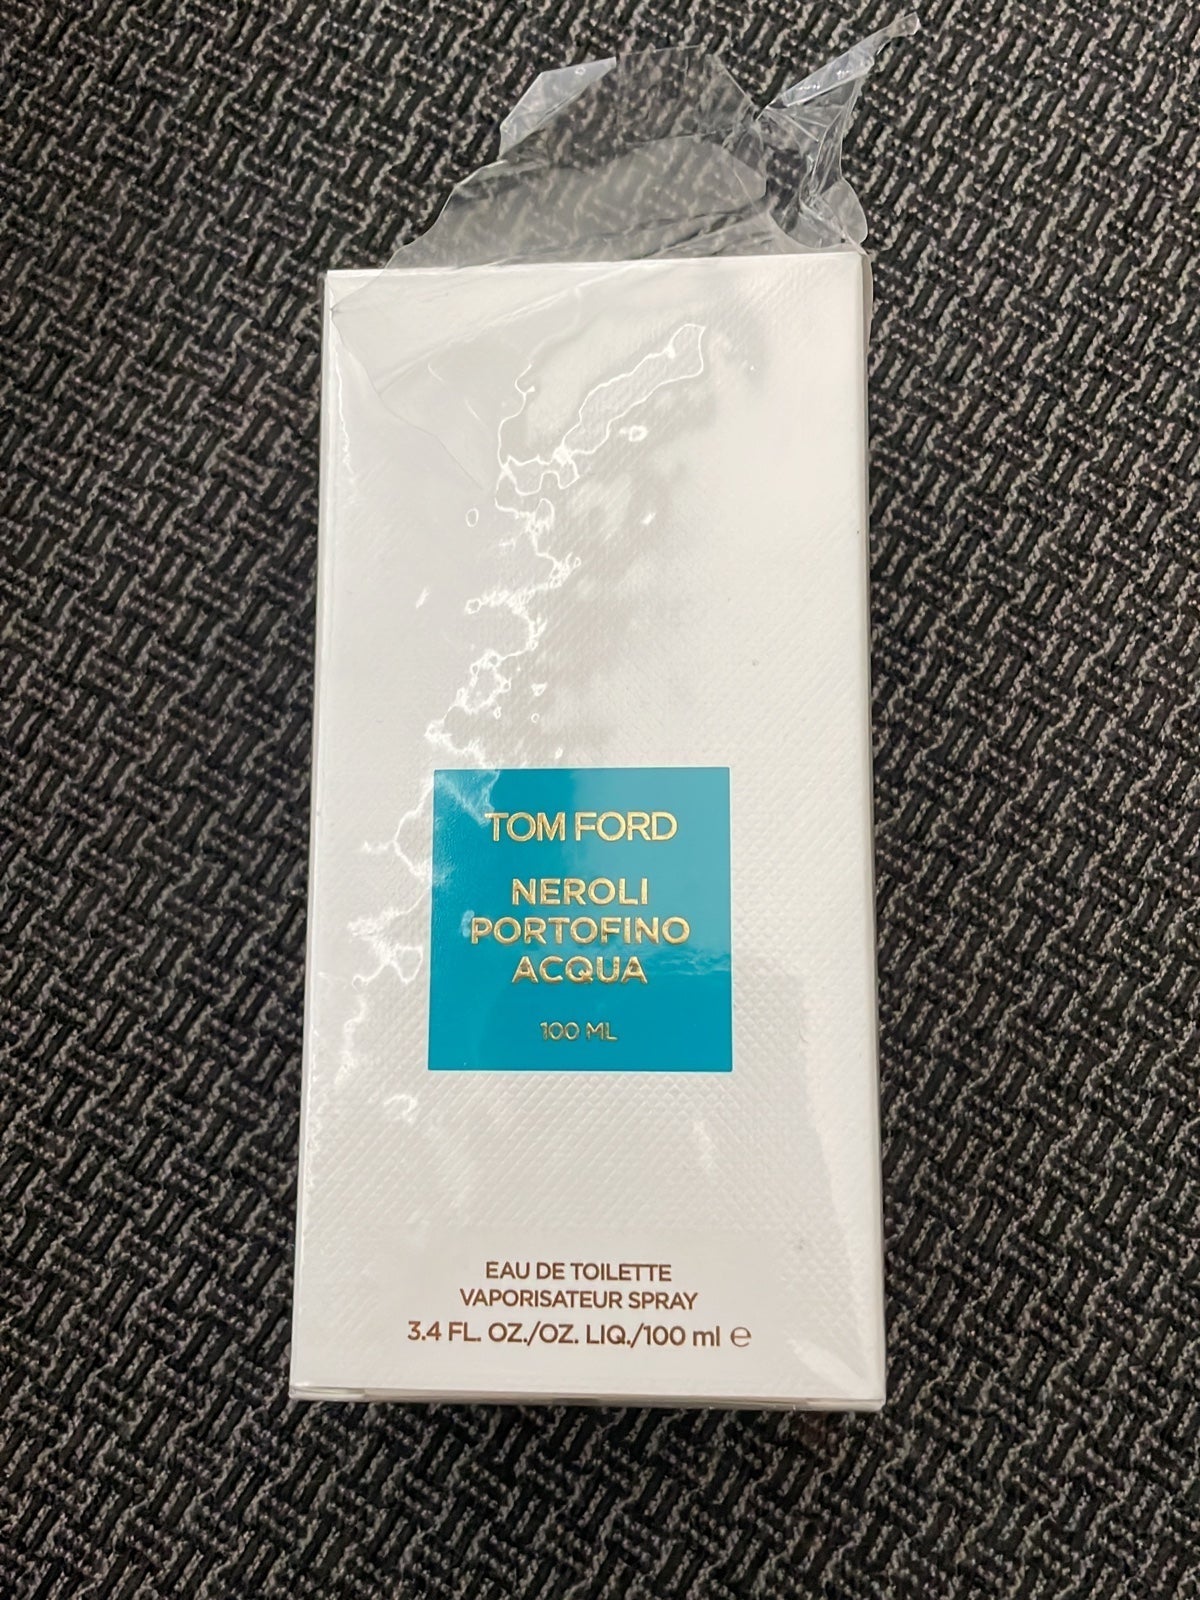 TOM FORD
NEROLI
PORTOFINO
ACQUA
100 ML
EAU DE TOILETTE
VAPORISATEUR SPRAY
3.4 FL. OZ./OZ. LIQ./100 ml ℮